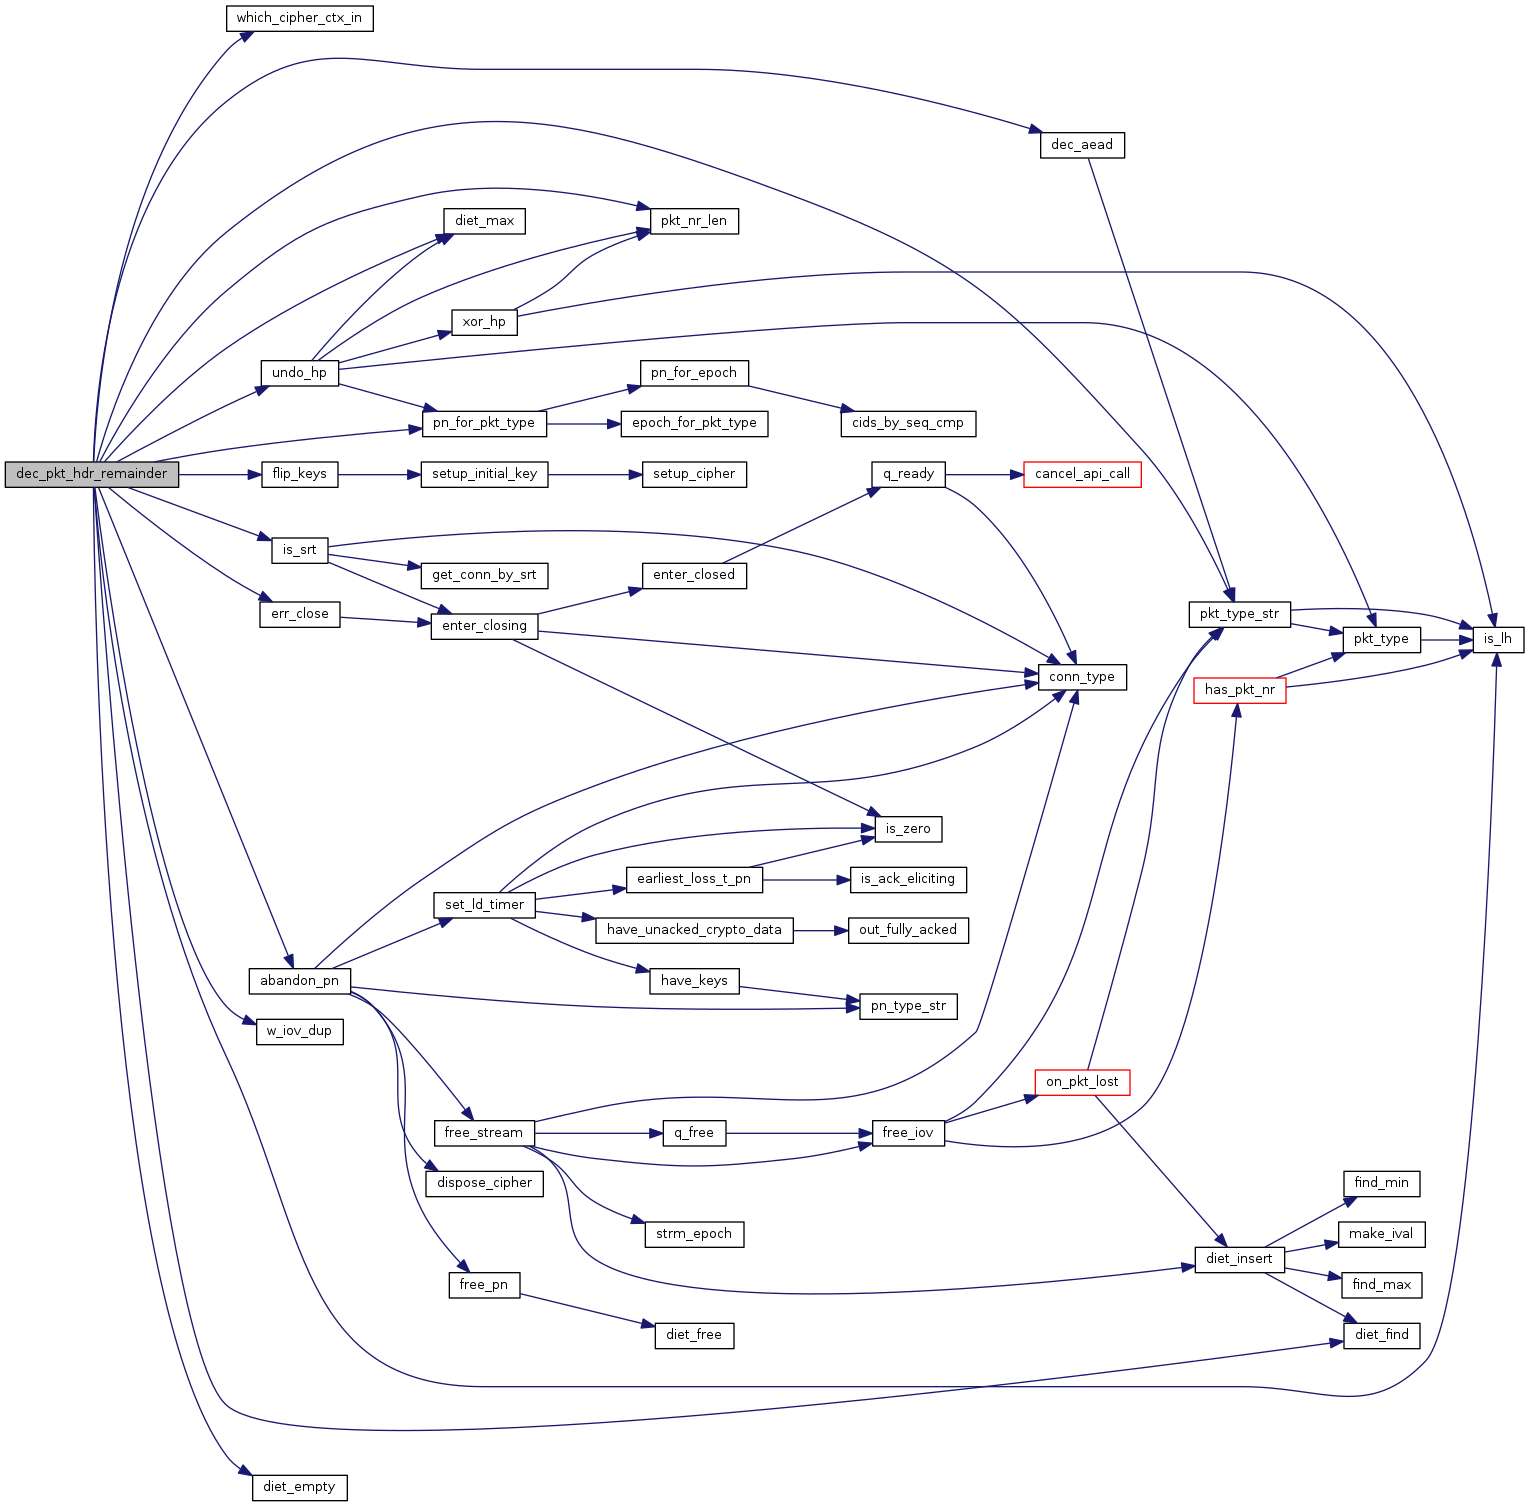 which_cipher_ctx_in
dec_aead
diet_max
pkt_nr_len
xor_hp
undo_hp
pn_for_epoch
pn_for_pkt_type
epoch_for_pkt_type
cids_by_seq_cmp
dec_pkt_hdr_remainder
flip_keys
setup_initial_key
setup_cipher
q_ready
cancel_api_call
is_srt
get_conn_by_srt
enter_closed
err_close
enter_closing
pkt_type_str
pkt_type
is_lh
conn_type
has_pkt_nr
is_zero
earliest_loss_t_pn
is_ack_eliciting
set_ld_timer
have_unacked_crypto_data
out_fully_acked
abandon_pn
have_keys
pn_type_str
w_iov_dup
on_pkt_lost
free_stream
q_free
free_iov
dispose_cipher
find_min
strm_epoch
make_ival
diet_insert
free_pn
find_max
diet_free
diet_find
diet_empty